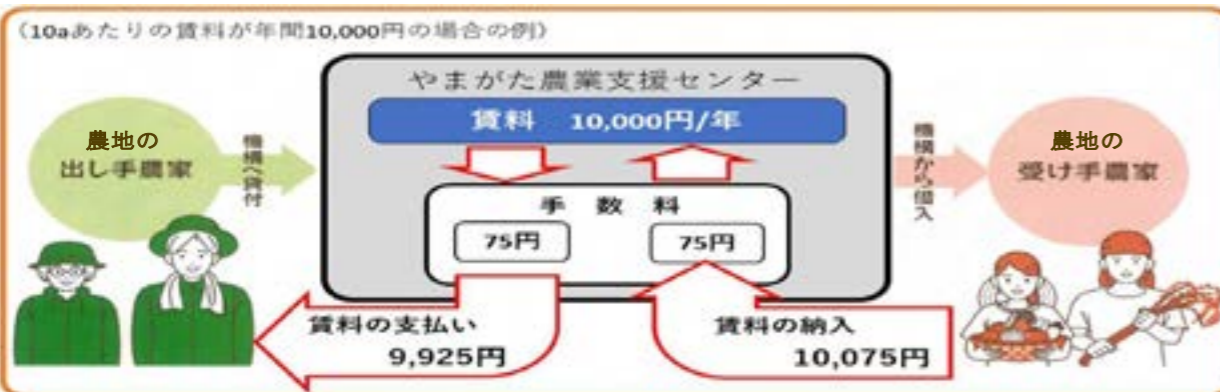 （10aあたりの賃料が年間10,000円の場合の例）
やまがた農業支援センター
賃料　10,000円/年
農地の
出し手農家
機構へ貸付
手　数　料
75円
75円
機構から借入
農地の
受け手農家
賃料の支払い
9,925円
賃料の納入
10,075円